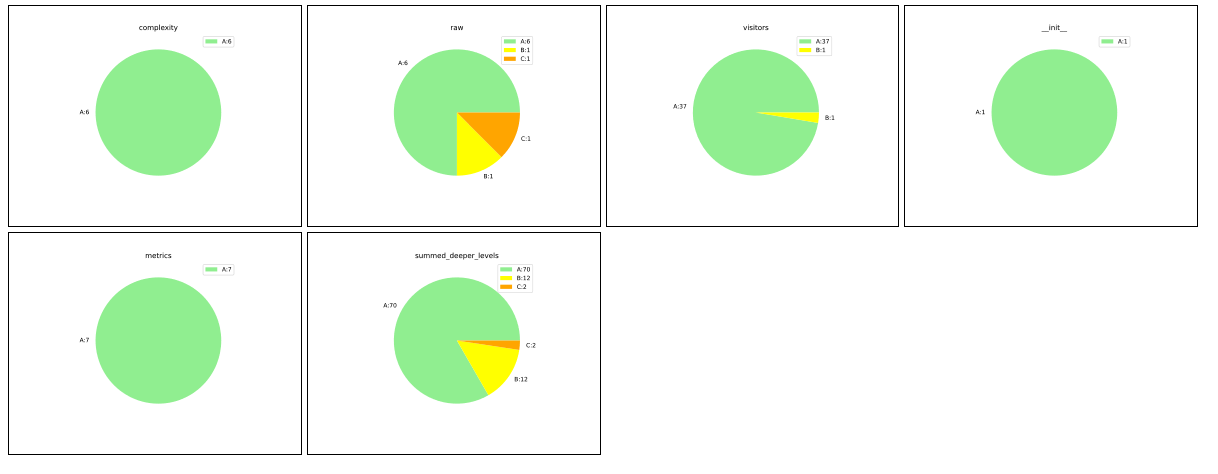 complexity
A:6
A:6
raw
A:6
B:1
C:1
A:6
C:1
B:1
visitors
A:37
B:1
A:37
B:1
__init__
A:1
A:1
metrics
A:7
A:7
summed_deeper_levels
A:70
B:12
C:2
A:70
C:2
B:12